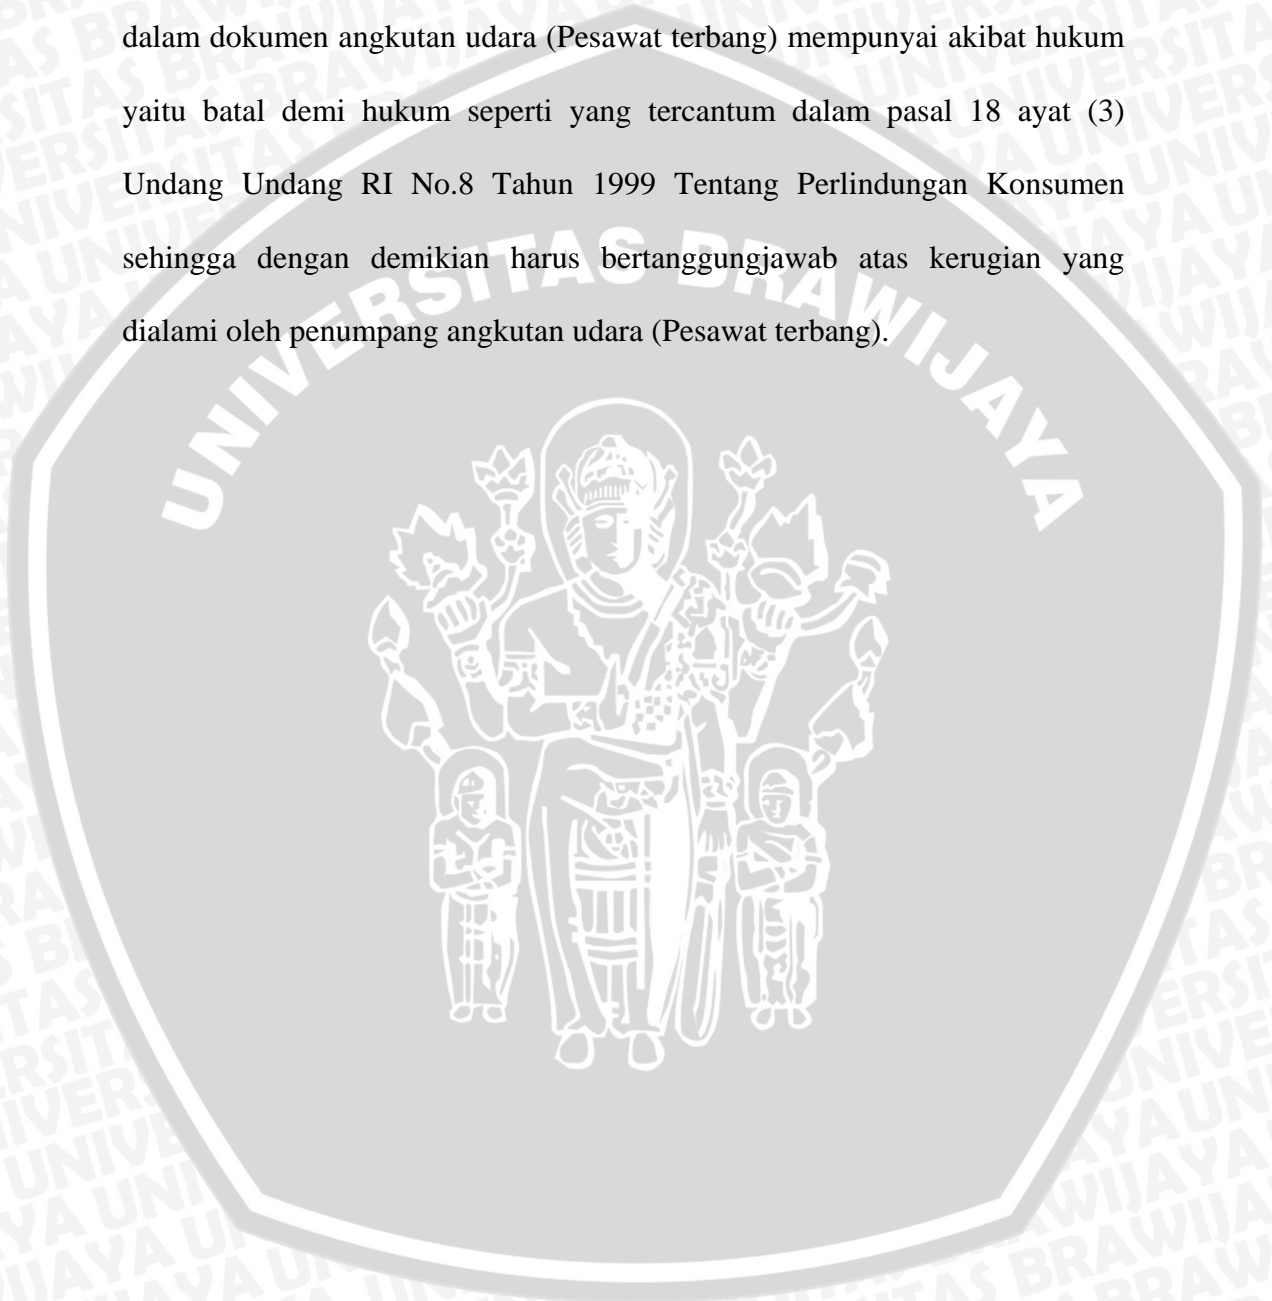 dalam dokumen angkutan udara (Pesawat terbang) mempunyai akibat hukum
yaitu batal demi hukum seperti yang tercantum dalam pasal 18 ayat (3)
Undang Undang RI No.8 Tahun 1999 Tentang Perlindungan Konsumen
sehingga dengan demikian harus bertanggungjawab atas kerugian yang
dialami oleh penumpang angkutan udara (Pesawat terbang).
UNIVERSITAS BRAWIJAYA